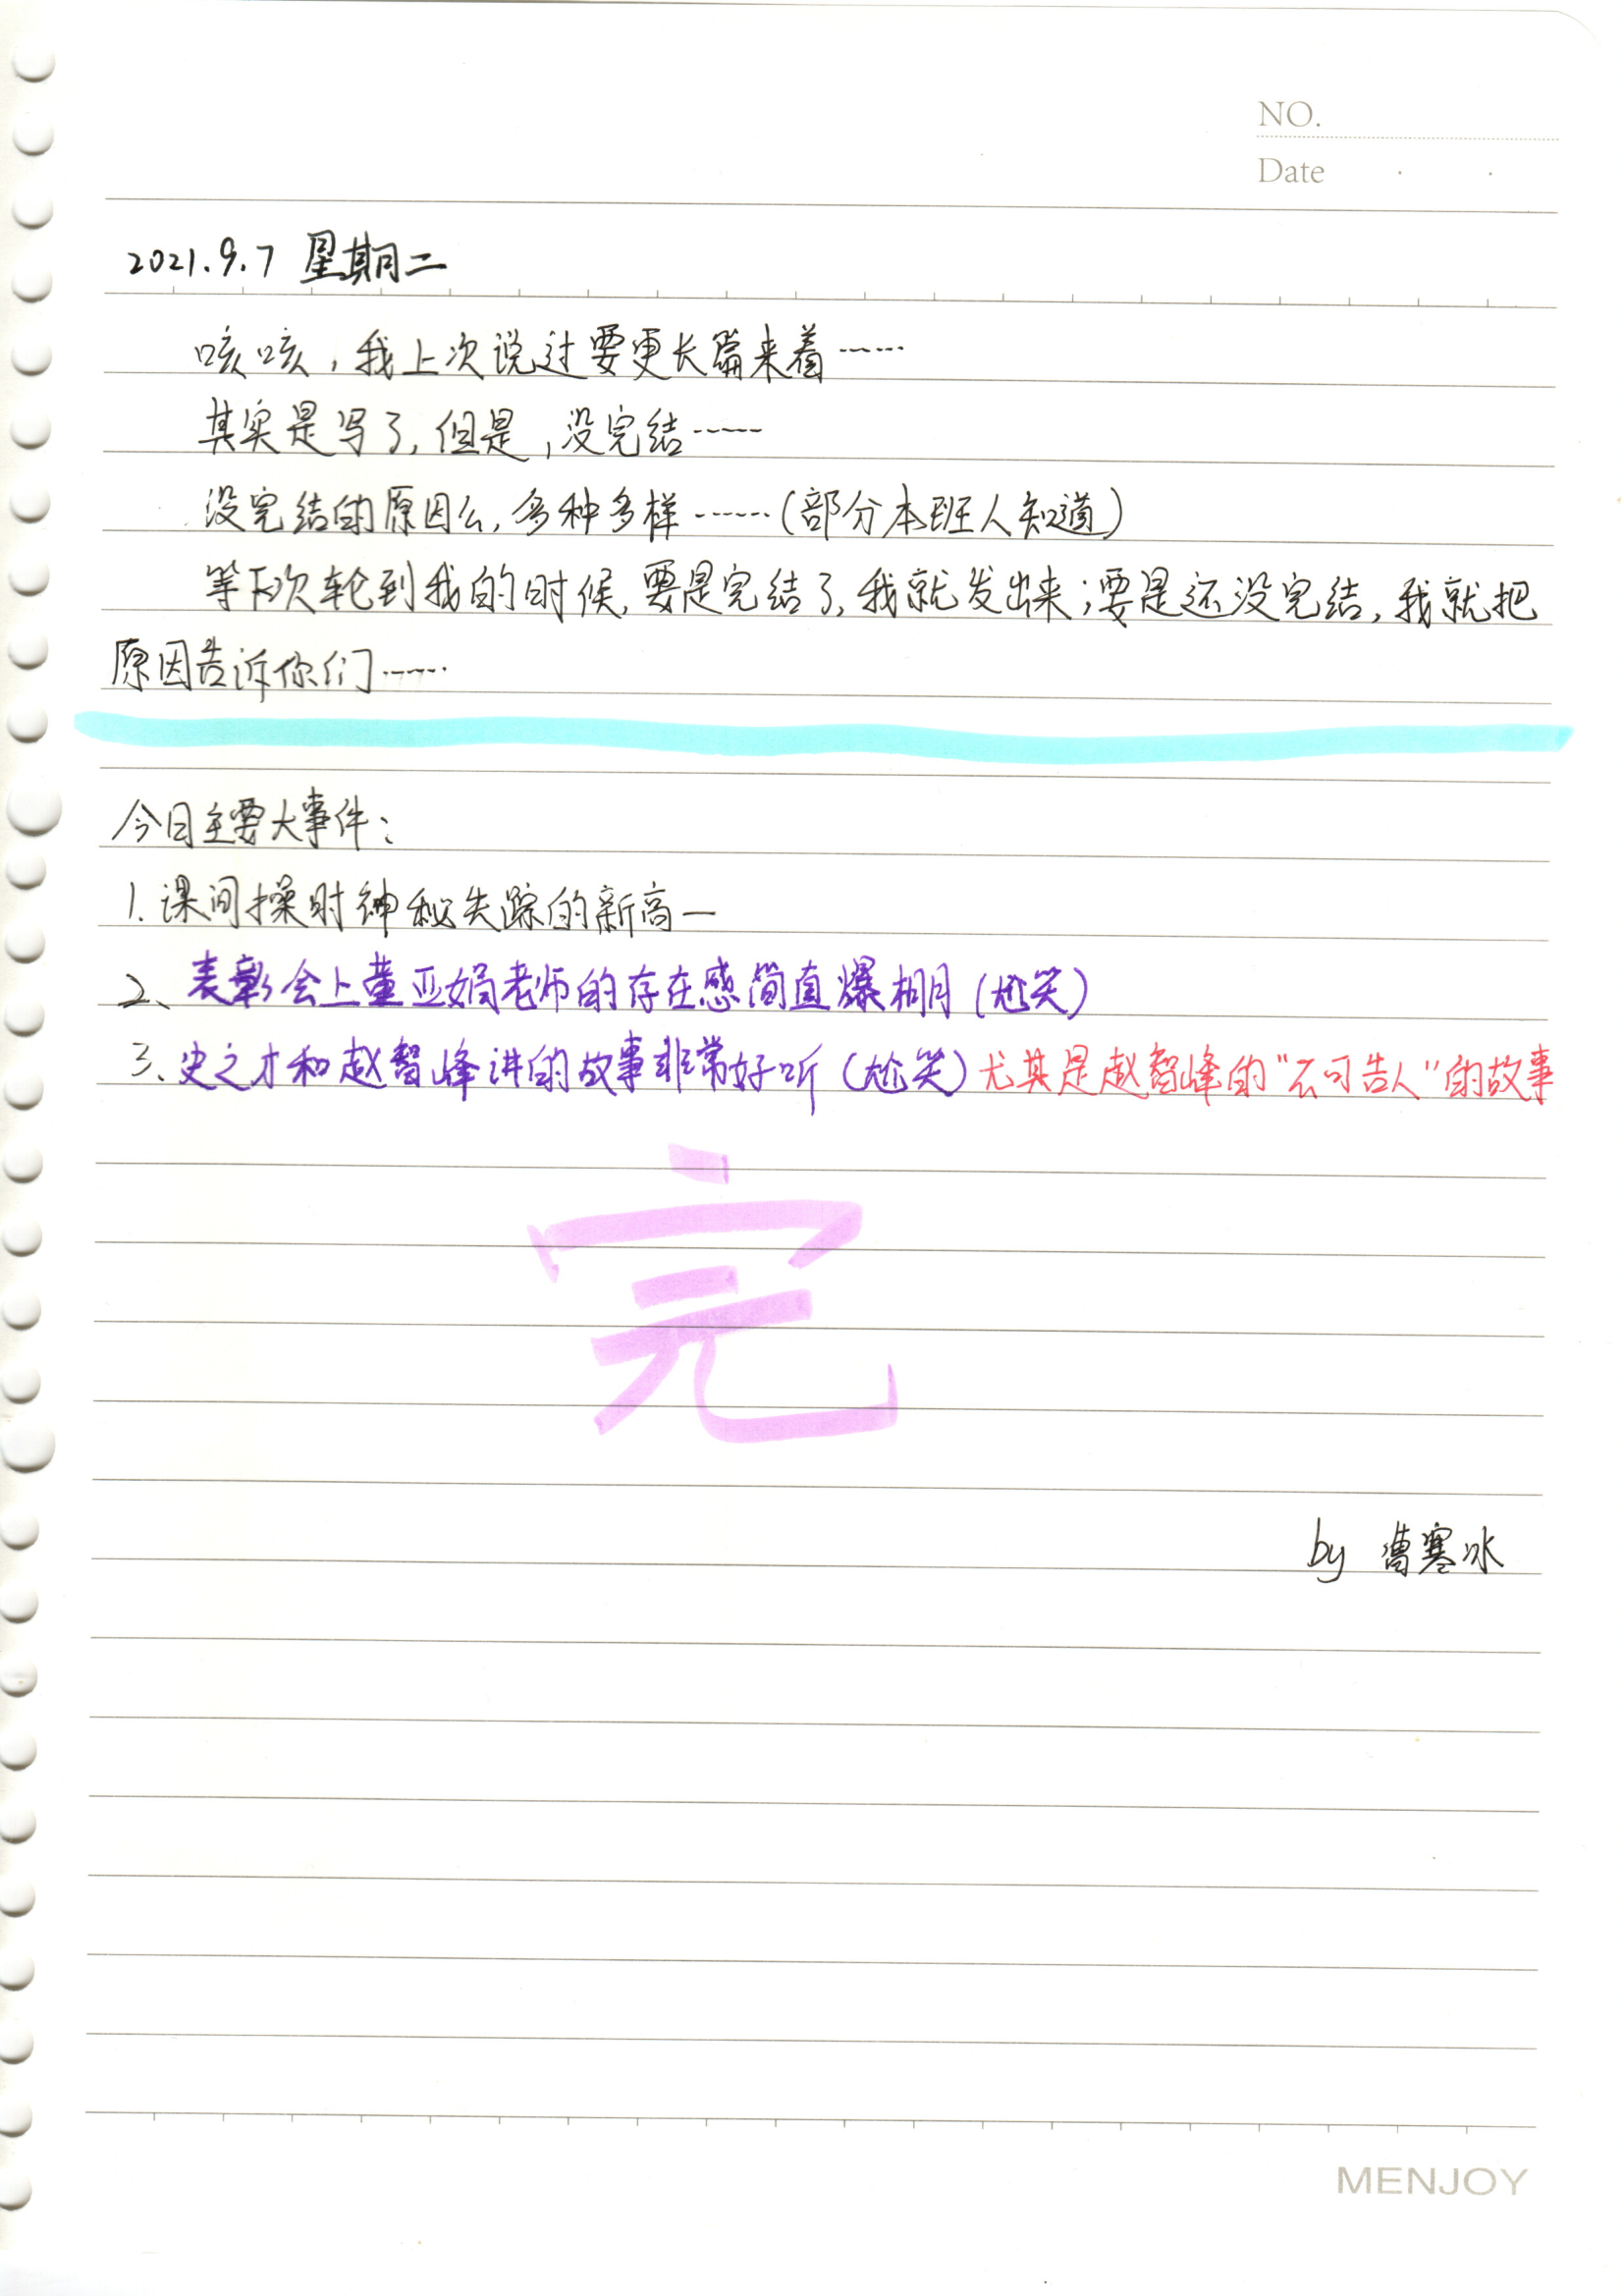 NO.
Date
2021.9.7 星期二
咳咳，我上次说过要更长篇来着……
其实是写了，但是，没完结……
没完结的原因么，多种多样……（部分本班人知道）
等下次轮到我的时候，要是完结了，我就发出来；要是还没完结，我就把
原因告诉你们……
今日主要大事件：
1. 课间操时神秘失踪的新高一
2、表彰会上董亚娟老师的存在感简直爆棚（尬笑）
3、史之才和赵智峰讲的故事非常好听（尬笑）尤其是赵智峰的“不可告人”的故事
完
by 曹寒冰
MENJOY